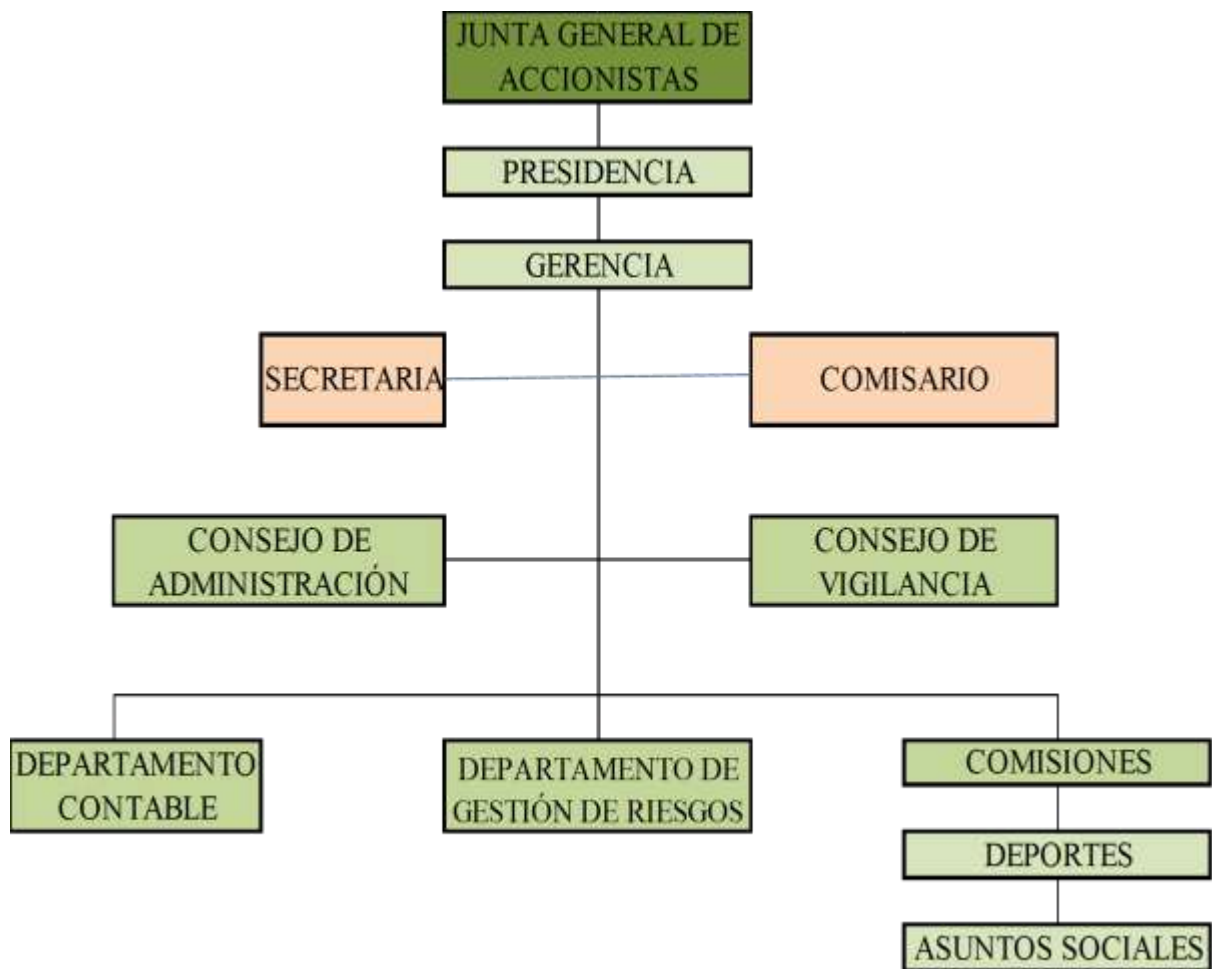 JUNTA GENERAL DE
ACCIONISTAS
PRESIDENCIA
GERENCIA
SECRETARIA
COMISARIO
CONSEJO DE
ADMINISTRACIÓN
CONSEJO DE
VIGILANCIA
DEPARTAMENTO
CONTABLE
DEPARTAMENTO DE
GESTIÓN DE RIESGOS
COMISIONES
DEPORTES
ASUNTOS SOCIALES